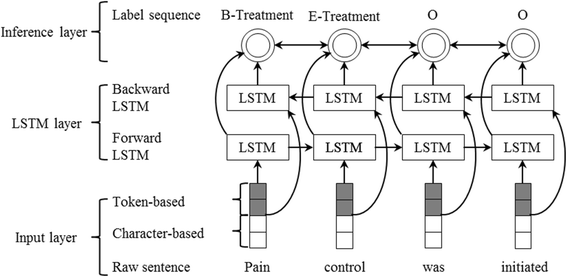 Inference layer
Label sequence
B-Treatment E-Treatment O O
LSTM layer
Backward
LSTM
LSTM LSTM LSTM LSTM
Forward
LSTM
LSTM LSTM LSTM LSTM
Input layer
Token-based
Character-based
Raw sentence
Pain control was initiated